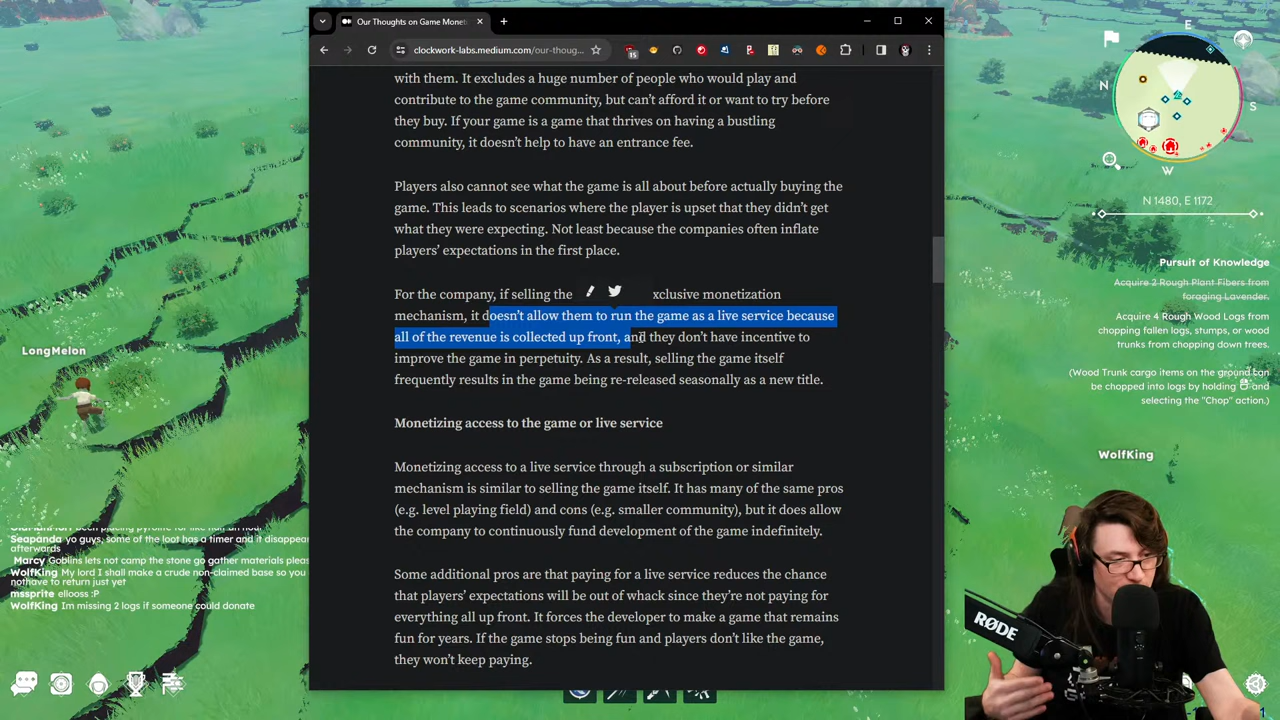 Our Thoughts on Game Moneti
clockwork-labs.medium.com/our-thoug...
15
with them. It excludes a huge number of people who would play and
contribute to the game community, but can't afford it or want to try before
they buy. If your game is a game that thrives on having a bustling
community, it doesn't help to have an entrance fee.
Players also cannot see what the game is all about before actually buying the
game. This leads to scenarios where the player is upset that they didn't get
what they were expecting. Not least because the companies often inflate
players' expectations in the first place.
For the company, if selling the xclusive monetization
mechanism, it doesn't allow them to run the game as a live service because
all of the revenue is collected up front, and they don't have incentive to
improve the game in perpetuity. As a result, selling the game itself
frequently results in the game being re-released seasonally as a new title.
Monetizing access to the game or live service
Monetizing access to a live service through a subscription or similar
mechanism is similar to selling the game itself. It has many of the same pros
(e.g. level playing field) and cons (e.g. smaller community), but it does allow
the company to continuously fund development of the game indefinitely.
Some additional pros are that paying for a live service reduces the chance
that players' expectations will be out of whack since they're not paying for
everything all up front. It forces the developer to make a game that remains
fun for years. If the game stops being fun and players don't like the game,
they won't keep paying.
LongMelon
Seapanda yo guys, some of the loot has a timer and it disappear
afterwards
Marcy Goblins lets not camp the stone go gather materials pleas
WolfKing My lord I shall make a crude non-claimed base so you
nothave to return just yet
mssprite ellooss :P
WolfKing Im missing 2 logs if someone could donate
E
N
S
W
N 1480, E 1172
Pursuit of Knowledge
Acquire 2 Rough Plant Fibers from
foraging Lavender.
Acquire 4 Rough Wood Logs from
chopping fallen logs, stumps, or wood
trunks from chopping down trees.
(Wood Trunk cargo items on the ground can
be chopped into logs by holding and
selecting the "Chop" action.)
WolfKing
RØDE